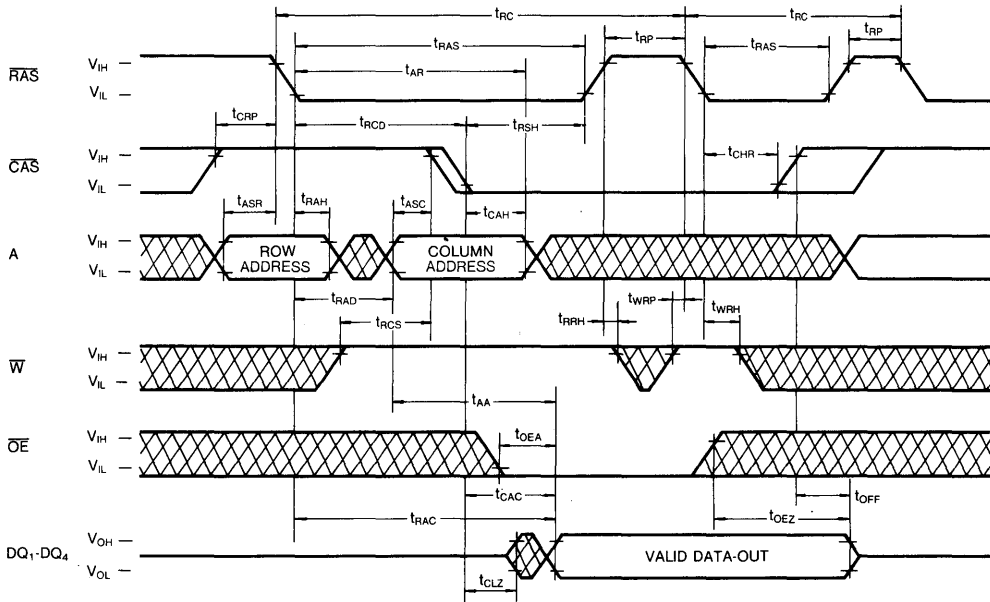 tRC tRC
tRAS tRP tRAS tRP
tAR
RAS VIH
VIL
tCRP tRCD tRSH
tCHR
CAS VIH
VIL
tASR tRAH tASC tCAH
A VIH
VIL
ROW ADDRESS
COLUMN ADDRESS
tRAD
tRCS tRRH tWRP tWRH
W VIH
VIL
tAA
tOEA
OE VIH
VIL
tCAC tOFF
tRAC tOEZ
DQ1-DQ4 VOH
VOL
VALID DATA-OUT
tCLZ